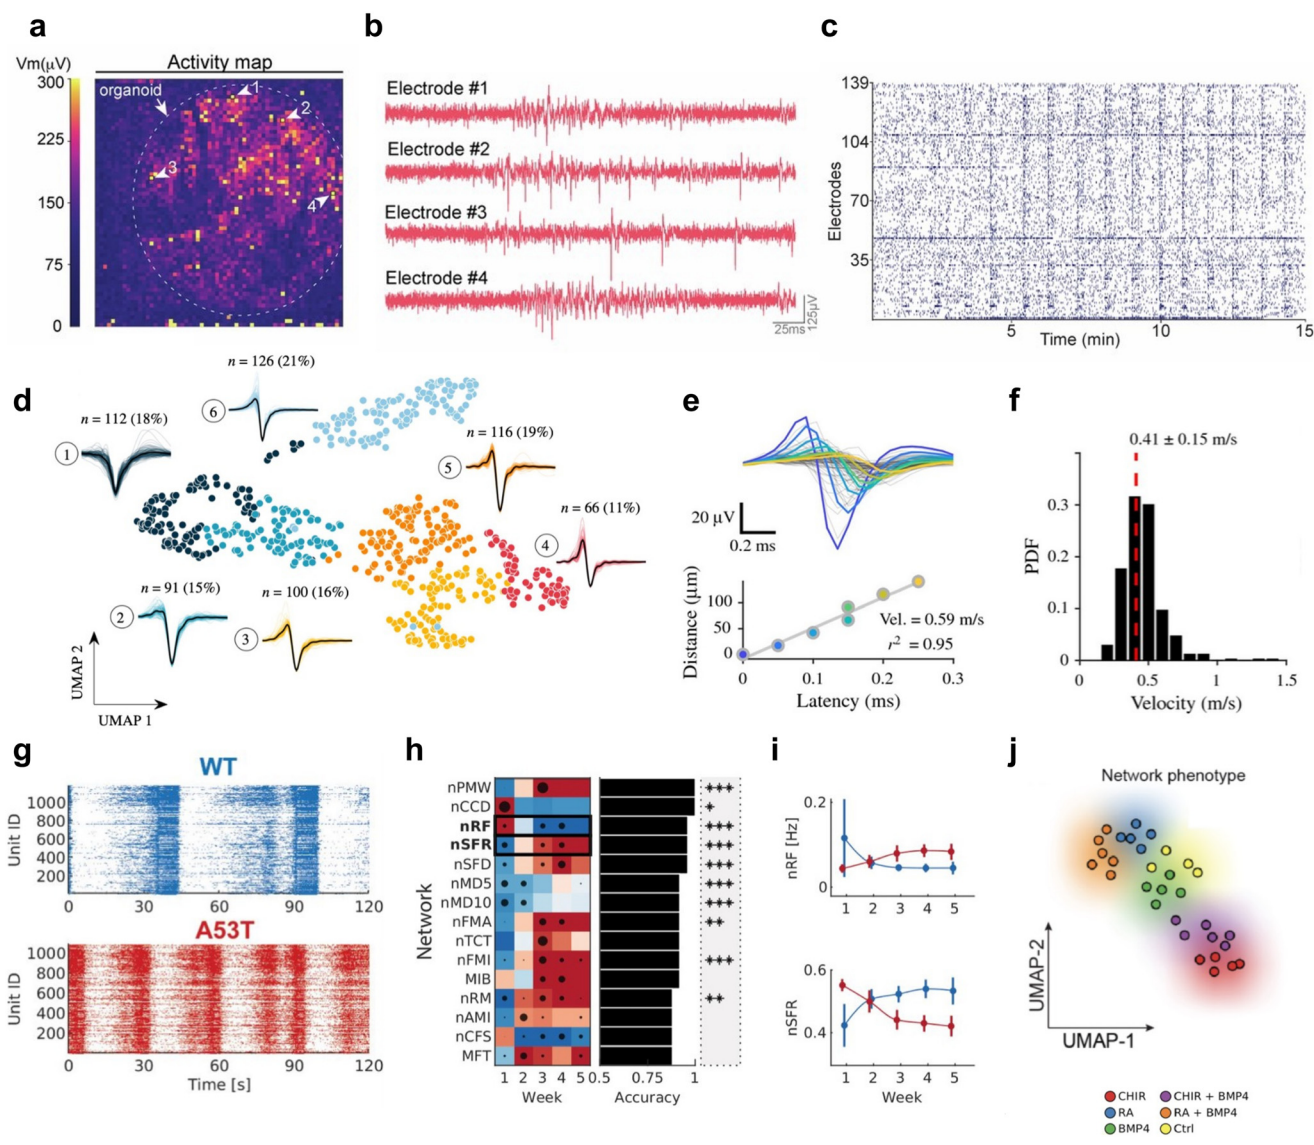 a
Activity map
Vm(μV)
300
225
150
75
0
organoid
1
2
3
4
b
Electrode #1
Electrode #2
Electrode #3
Electrode #4
25ms
125μV
c
139
104
70
35
Electrodes
5
10
15
Time (min)
d
n = 126 (21%)
6
n = 112 (18%)
1
n = 116 (19%)
5
n = 66 (11%)
4
n = 91 (15%)
2
n = 100 (16%)
3
UMAP 2
UMAP 1
e
20 μV
0.2 ms
Distance (μm)
100
50
0
Vel. = 0.59 m/s
r² = 0.95
0 0.1 0.2 0.3
Latency (ms)
f
0.41 ± 0.15 m/s
PDF
0.3
0.2
0.1
0
0 0.5 1 1.5
Velocity (m/s)
g
WT
Unit ID
1000
800
600
400
200
0 30 60 90 120
A53T
Unit ID
1000
800
600
400
200
0 30 60 90 120
Time [s]
h
Network
nPMW
nCCD
nRF
nSFR
nSFD
nMD5
nMD10
nFMA
nTCT
nFMI
MIB
nRM
nAMI
nCFS
MFT
1 2 3 4 5
Week
0.5 0.75 1
Accuracy
i
nRF [Hz]
0.2
0
1 2 3 4 5
nSFR
0.6
0.4
1 2 3 4 5
Week
j
Network phenotype
UMAP-2
UMAP-1
CHIR
CHIR + BMP4
RA
RA + BMP4
BMP4
Ctrl